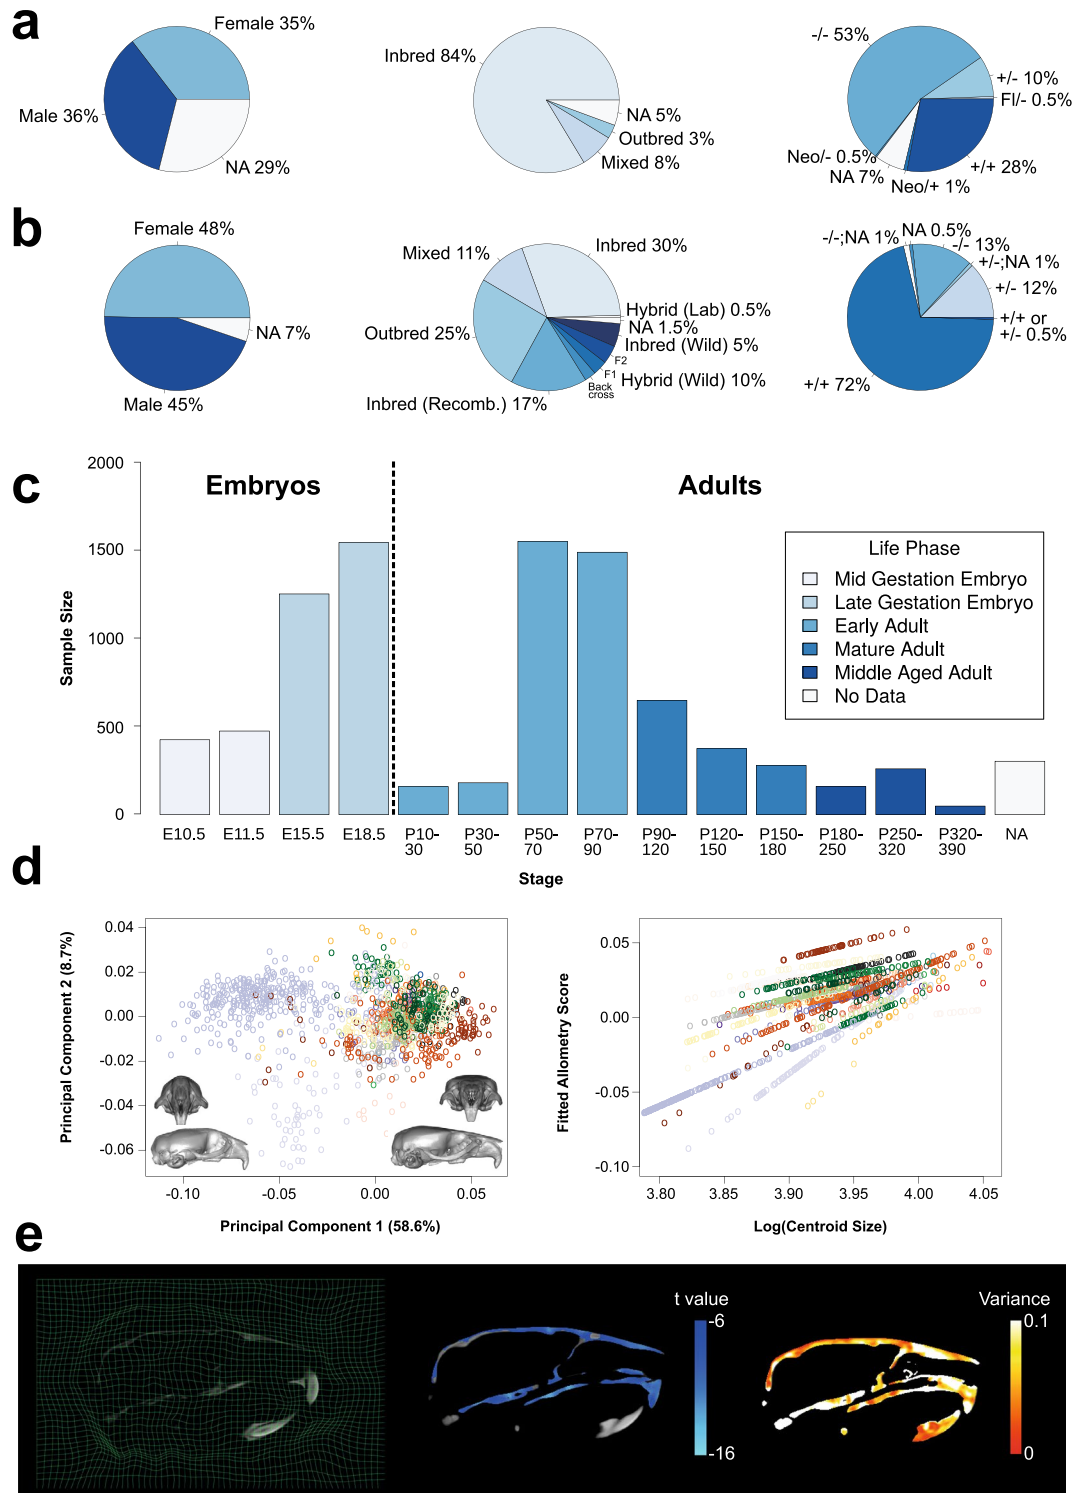 a
Female 35%
Male 36%
NA 29%
Inbred 84%
NA 5%
Outbred 3%
Mixed 8%
-/- 53%
+/- 10%
Fl/- 0.5%
+/+ 28%
Neo/+ 1%
NA 7%
Neo/- 0.5%
b
Female 48%
NA 7%
Male 45%
Mixed 11%
Inbred 30%
Hybrid (Lab) 0.5%
NA 1.5%
Inbred (Wild) 5%
F2
F1
Hybrid (Wild) 10%
Back
cross
Inbred (Recomb.) 17%
Outbred 25%
-/-;NA 1%
NA 0.5%
-/- 13%
+/-;NA 1%
+/- 12%
+/+ or
+/- 0.5%
+/+ 72%
c
Embryos
Adults
Sample Size
2000
1500
1000
500
0
Life Phase
Mid Gestation Embryo
Late Gestation Embryo
Early Adult
Mature Adult
Middle Aged Adult
No Data
E10.5
E11.5
E15.5
E18.5
P10-
30
P30-
50
P50-
70
P70-
90
P90-
120
P120-
150
P150-
180
P180-
250
P250-
320
P320-
390
NA
Stage
d
Principal Component 2 (8.7%)
0.04
0.02
0.00
-0.02
-0.04
-0.06
-0.10
-0.05
0.00
0.05
Principal Component 1 (58.6%)
Fitted Allometry Score
0.05
0.00
-0.05
-0.10
3.80
3.85
3.90
3.95
4.00
4.05
Log(Centroid Size)
e
t value
-6
-16
Variance
0.1
0